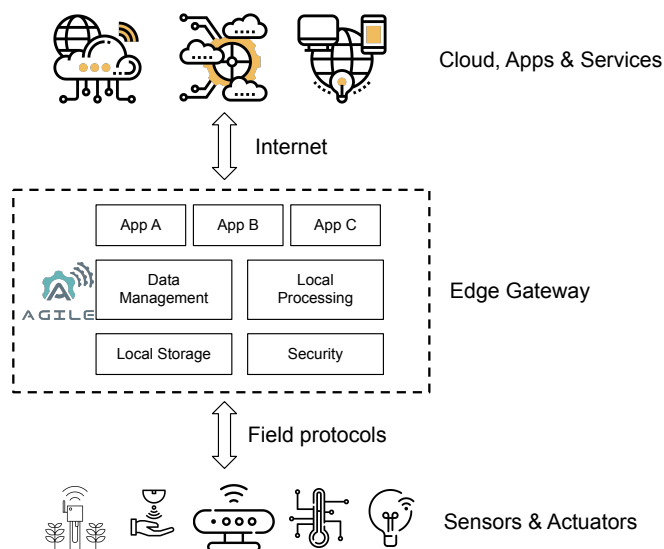 Cloud, Apps & Services
Internet
App A
App B
App C
AGILE
Data
Management
Local
Processing
Edge Gateway
Local Storage
Security
Field protocols
Sensors & Actuators